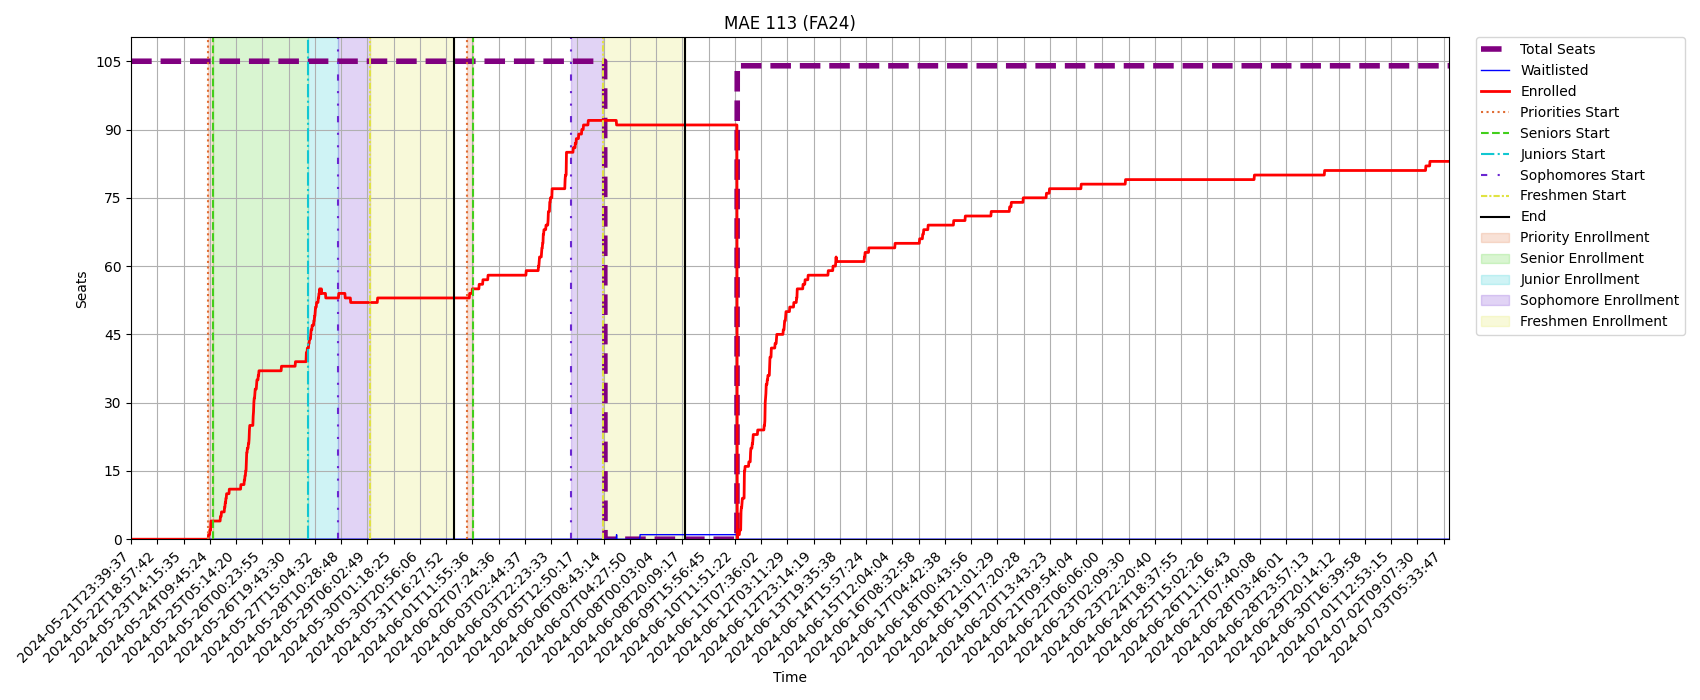 MAE 113 (FA24)
Seats
105
90
75
60
45
30
15
0
2024-05-21T23:39:37
2024-05-22T18:57:42
2024-05-23T14:15:35
2024-05-24T09:45:24
2024-05-25T05:14:20
2024-05-26T00:23:55
2024-05-26T19:43:30
2024-05-27T15:04:32
2024-05-28T10:28:48
2024-05-29T06:02:49
2024-05-30T01:18:25
2024-05-30T20:56:06
2024-05-31T16:27:52
2024-06-01T11:55:36
2024-06-02T07:24:36
2024-06-03T02:44:37
2024-06-03T22:23:33
2024-06-05T12:50:17
2024-06-06T08:43:14
2024-06-07T04:27:50
2024-06-08T00:03:04
2024-06-08T20:09:17
2024-06-09T15:56:45
2024-06-10T11:51:22
2024-06-11T07:36:02
2024-06-12T03:11:29
2024-06-12T23:14:19
2024-06-13T19:35:38
2024-06-14T15:57:24
2024-06-15T12:04:04
2024-06-16T08:32:58
2024-06-17T04:42:38
2024-06-18T00:43:56
2024-06-18T21:01:29
2024-06-19T17:20:28
2024-06-20T13:43:23
2024-06-21T09:54:04
2024-06-22T06:06:00
2024-06-23T02:09:30
2024-06-23T22:20:40
2024-06-24T18:37:55
2024-06-25T15:02:26
2024-06-26T11:16:43
2024-06-27T07:40:08
2024-06-28T03:46:01
2024-06-28T23:57:13
2024-06-29T20:14:12
2024-06-30T16:39:58
2024-07-01T12:53:15
2024-07-02T09:07:30
2024-07-03T05:33:47
Time
Total Seats
Waitlisted
Enrolled
Priorities Start
Seniors Start
Juniors Start
Sophomores Start
Freshmen Start
End
Priority Enrollment
Senior Enrollment
Junior Enrollment
Sophomore Enrollment
Freshmen Enrollment